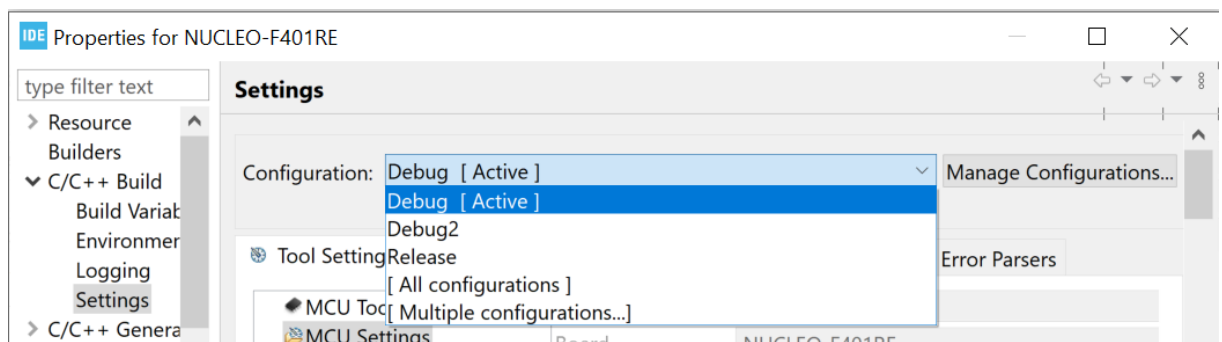 IDE Properties for NUCLEO-F401RE
type filter text
Settings
Resource
Builders
C/C++ Build
Build Variab
Environmer
Logging
Settings
C/C++ Genera
Configuration: Debug [ Active ] Manage Configurations...
Debug [ Active ]
Debug2
Release
[ All configurations ]
[ Multiple configurations...]
Tool Setting Error Parsers
MCU Too
MCU Settings Board NUCLEO-F401RE